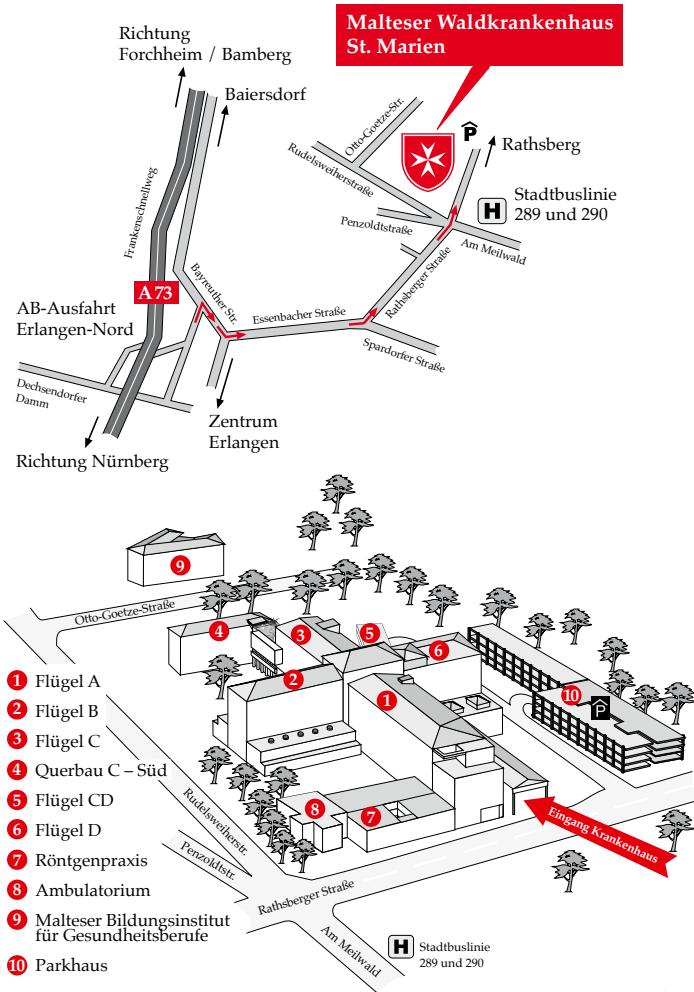 Malteser Waldkrankenhaus
St. Marien
Richtung
Forchheim / Bamberg
Baiersdorf
Otto-Goetze-Str.
Rudelsweiherstraße
P
Rathsberg
H
Stadtbuslinie
289 und 290
Penzoldtstraße
Am Meilwald
Frankenschnellweg
A 73
Bayreuther Str.
Rathsberger Straße
AB-Ausfahrt
Erlangen-Nord
Essenbacher Straße
Spardorfer Straße
Dechsendorfer
Damm
Zentrum
Erlangen
Richtung Nürnberg
9
Otto-Goetze-Straße
4
3
5
6
2
1
10
P
8
7
1 Flügel A
2 Flügel B
3 Flügel C
4 Querbau C – Süd
5 Flügel CD
6 Flügel D
7 Röntgenpraxis
8 Ambulatorium
9 Malteser Bildungsinstitut
für Gesundheitsberufe
10 Parkhaus
Rudelsweiherstr.
Penzoldtstr.
Rathsberger Straße
Eingang Krankenhaus
Am Meilwald
H
Stadtbuslinie
289 und 290